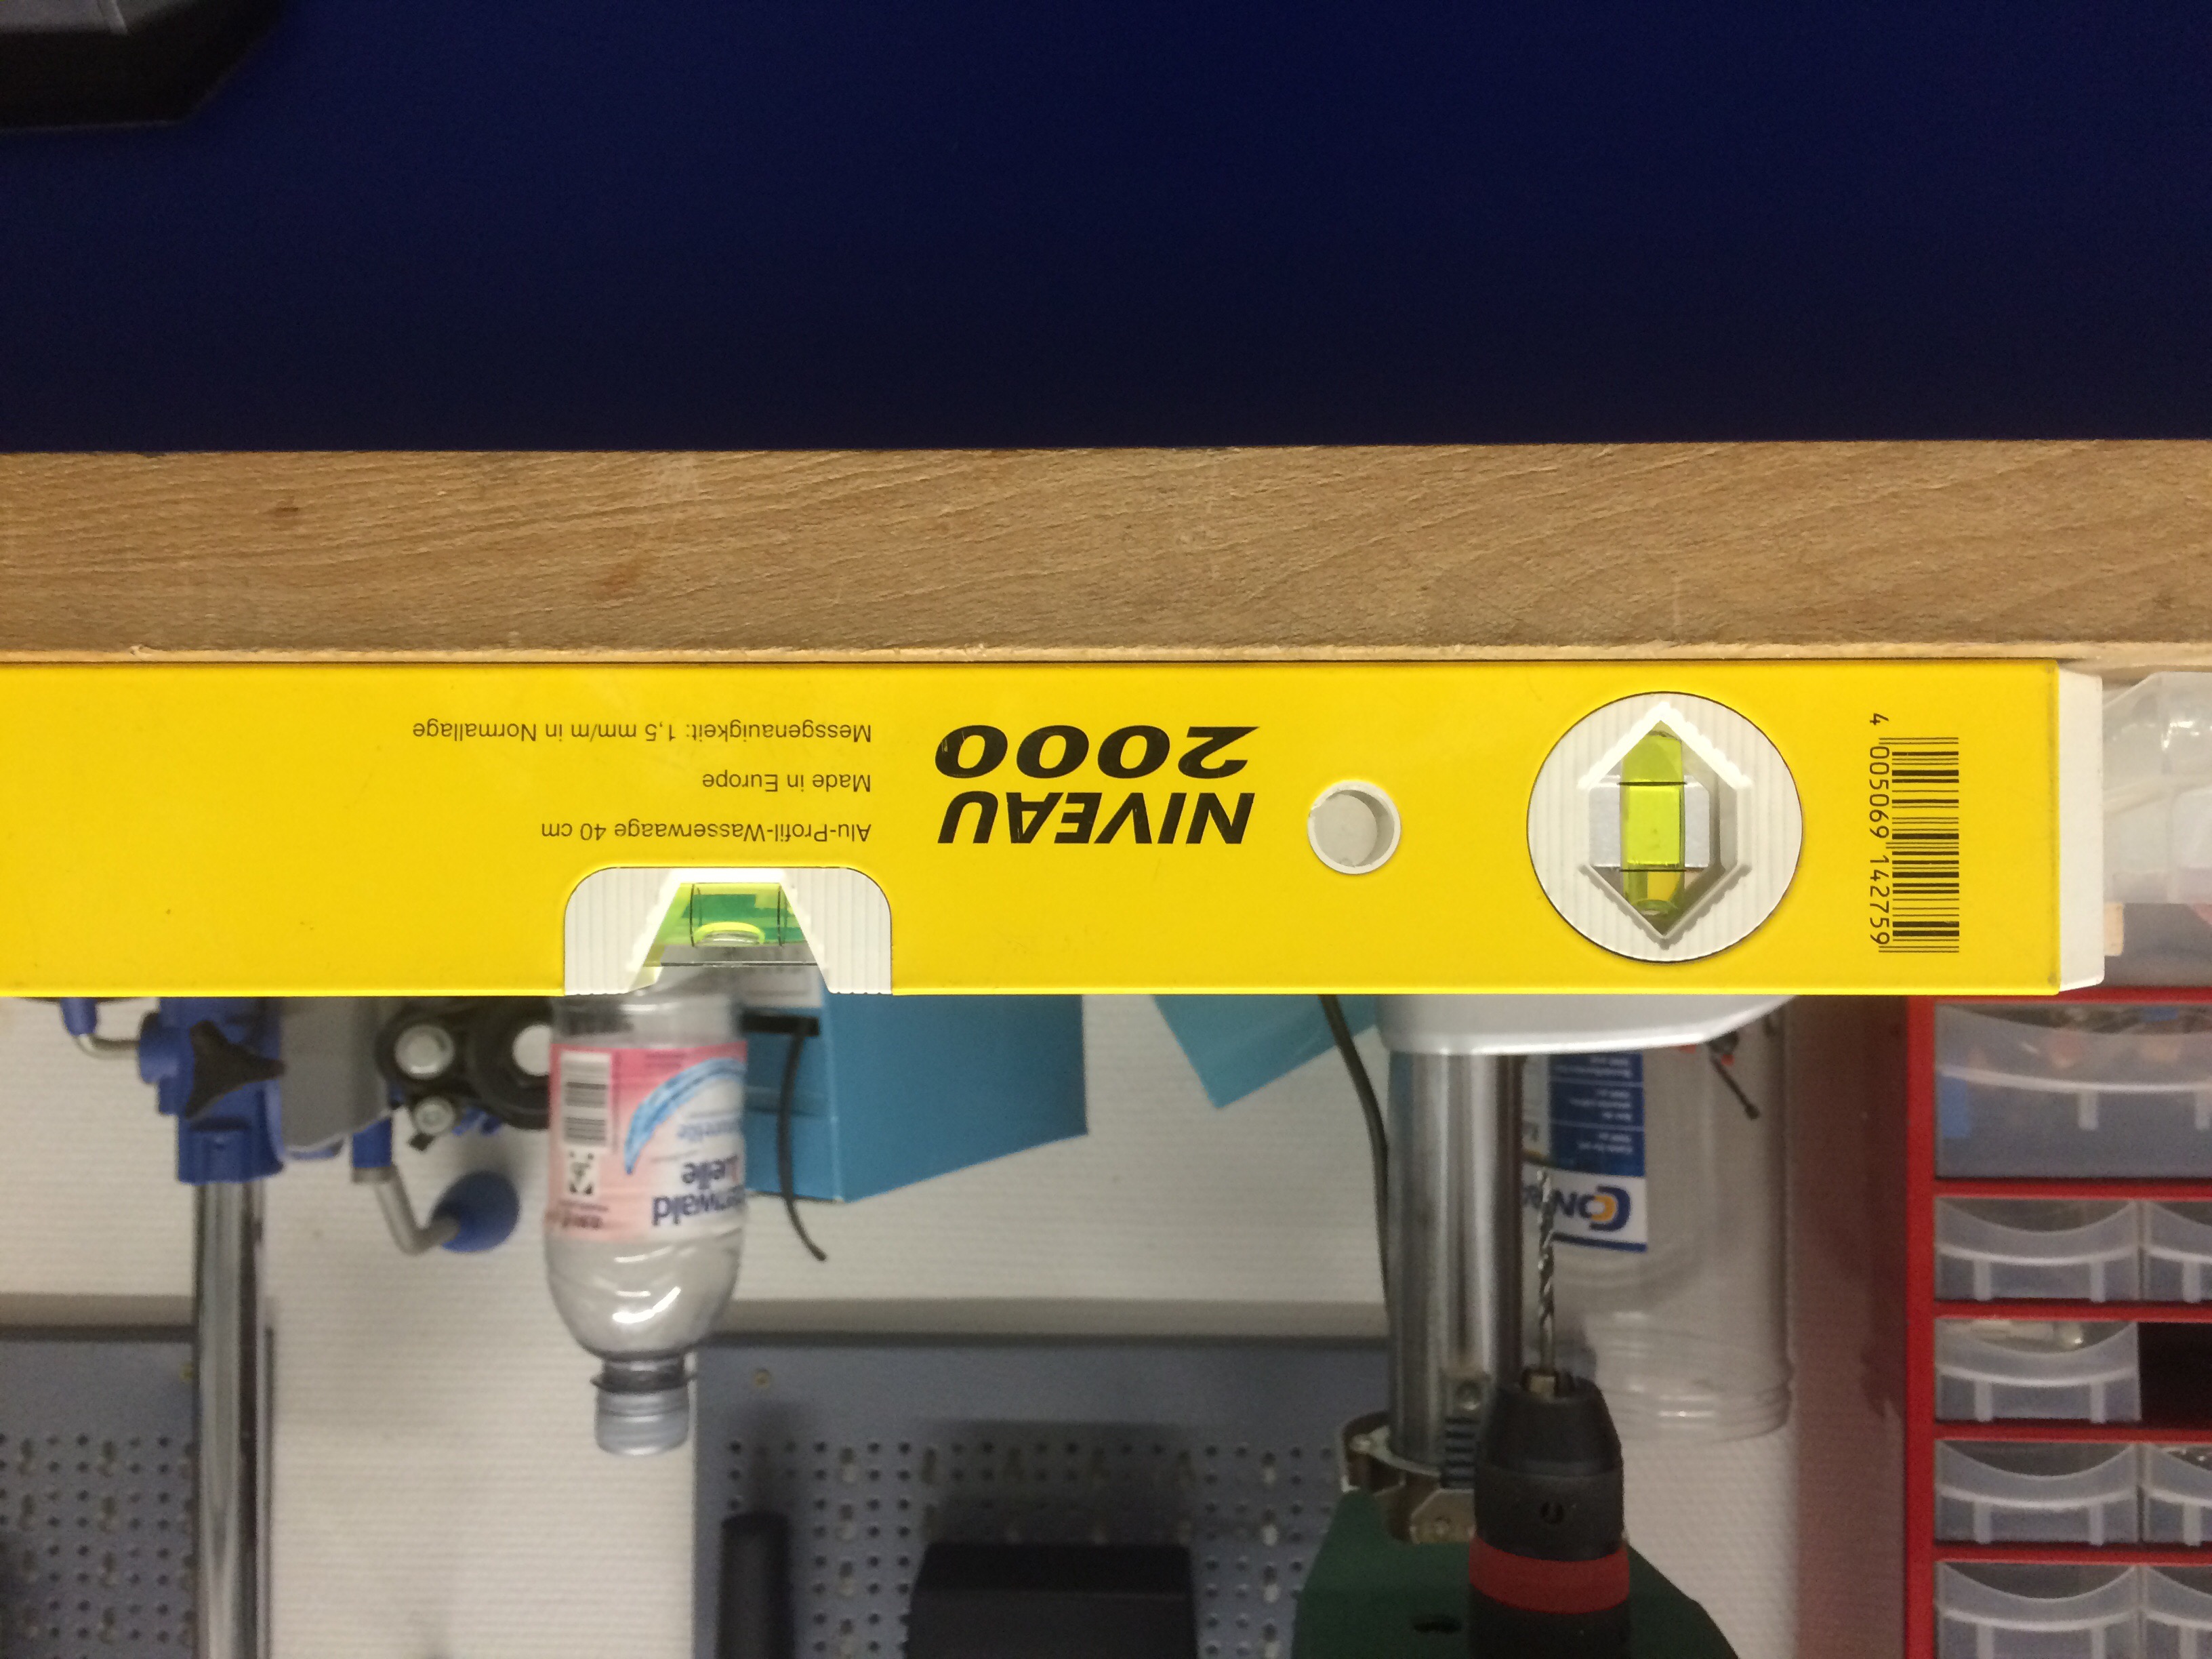 NIVEAU
2000
Alu-Profil-Wasserwaage 40 cm
Made in Europe
Messgenauigkeit: 1,5 mm/m in Normallage
4 005069 142759